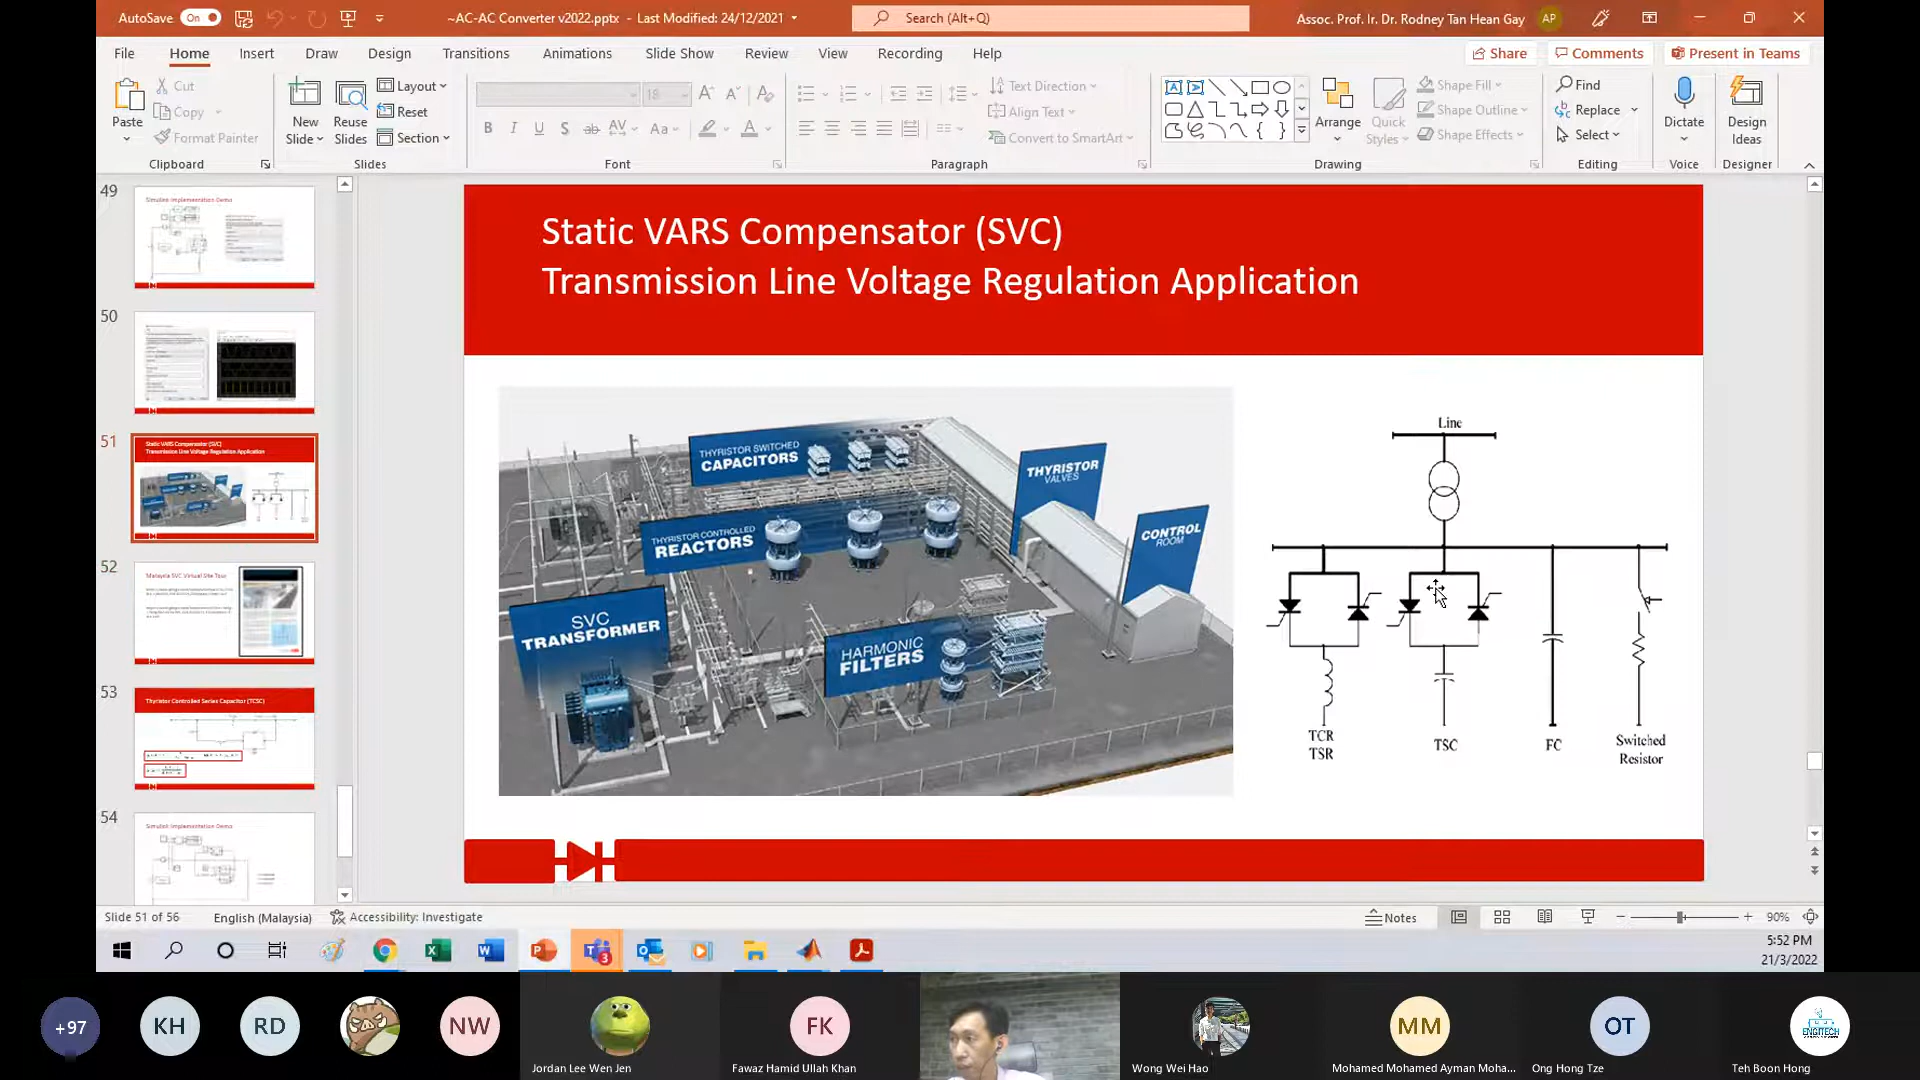 AutoSave On
~AC-AC Converter v2022.pptx - Last Modified: 24/12/2021
Search (Alt+Q)
Assoc. Prof. Ir. Dr. Rodney Tan Hean Gay AP
File Home Insert Draw Design Transitions Animations Slide Show Review View Recording Help Share Comments Present in Teams
Paste
Cut
Copy
Format Painter
Clipboard
New Slide
Reuse Slides
Layout
Reset
Section
Slides
18
Font
Text Direction
Align Text
Convert to SmartArt
Paragraph
Arrange
Quick Styles
Shape Fill
Shape Outline
Shape Effects
Drawing
Find
Replace
Select
Editing
Dictate
Voice
Design Ideas
Designer
49
Simulink Implementation Demo
50
51
Static VARS Compensator (SVC)
Transmission Line Voltage Regulation Application
52
Malaysia SVC Virtual Site Tour
53
Thyristor Controlled Series Capacitor (TCSC)
54
Simulink Implementation Demo
Static VARS Compensator (SVC)
Transmission Line Voltage Regulation Application
THYRISTOR SWITCHED
CAPACITORS
THYRISTOR CONTROLLED
REACTORS
THYRISTOR
VALVES
CONTROL
ROOM
SVC
TRANSFORMER
HARMONIC
FILTERS
Line
TCR
TSR
TSC
FC
Switched
Resistor
Slide 51 of 56 English (Malaysia) Accessibility: Investigate Notes 90%
3
5:52 PM
21/3/2022
+97 KH RD NW FK MM OT ENGITECH
Jordan Lee Wen Jen Fawaz Hamid Ullah Khan Wong Wei Hao Mohamed Mohamed Ayman Moha... Ong Hong Tze Teh Boon Hong